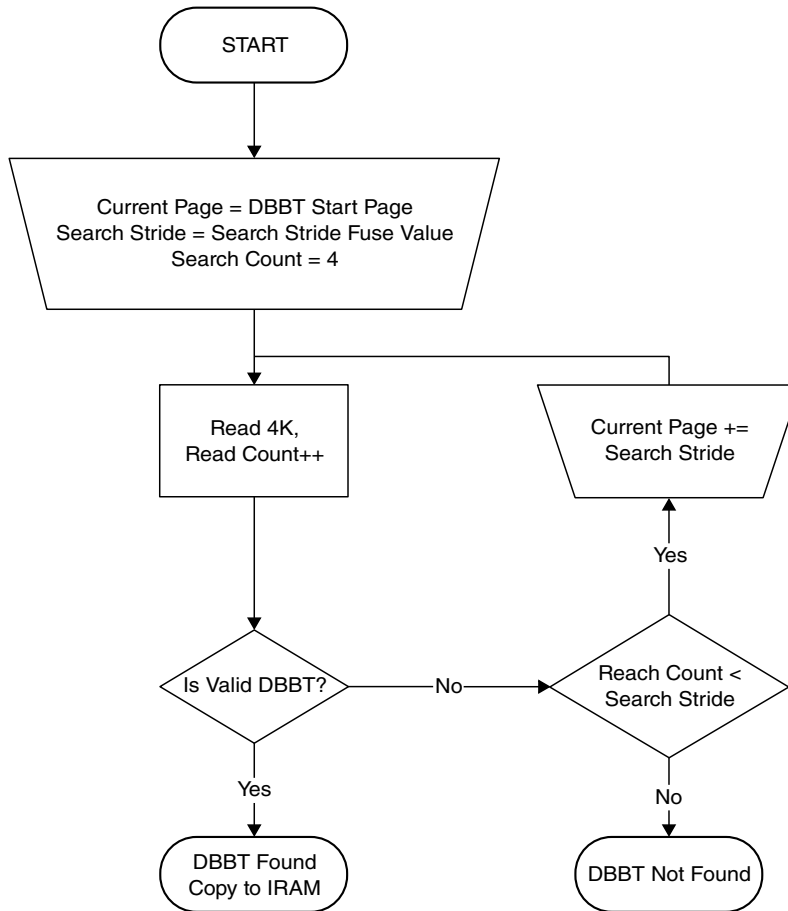 START
Current Page = DBBT Start Page
Search Stride = Search Stride Fuse Value
Search Count = 4
Read 4K,
Read Count++
Current Page +=
Search Stride
Yes
Is Valid DBBT?
No
Reach Count <
Search Stride
Yes
No
DBBT Found
Copy to IRAM
DBBT Not Found